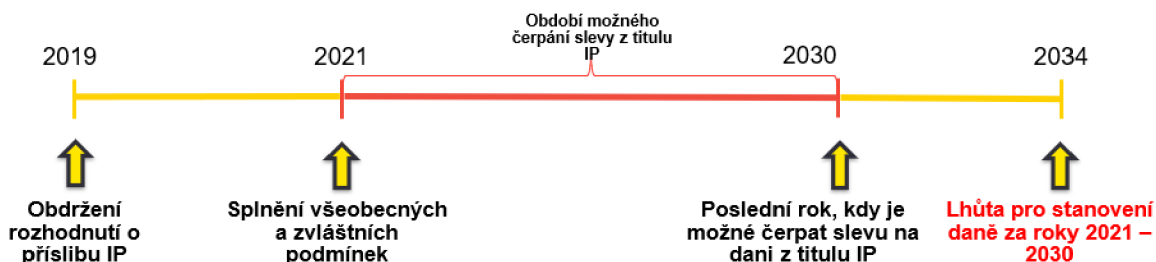 Období možného
čerpání slevy z titulu
IP
2019
2021
2030
2034
Obdržení
rozhodnutí o
příslibu IP
Splnění všeobecných
a zvláštních
podmínek
Poslední rok, kdy je
možné čerpat slevu na
dani z titulu IP
Lhůta pro stanovení
daně za roky 2021 –
2030